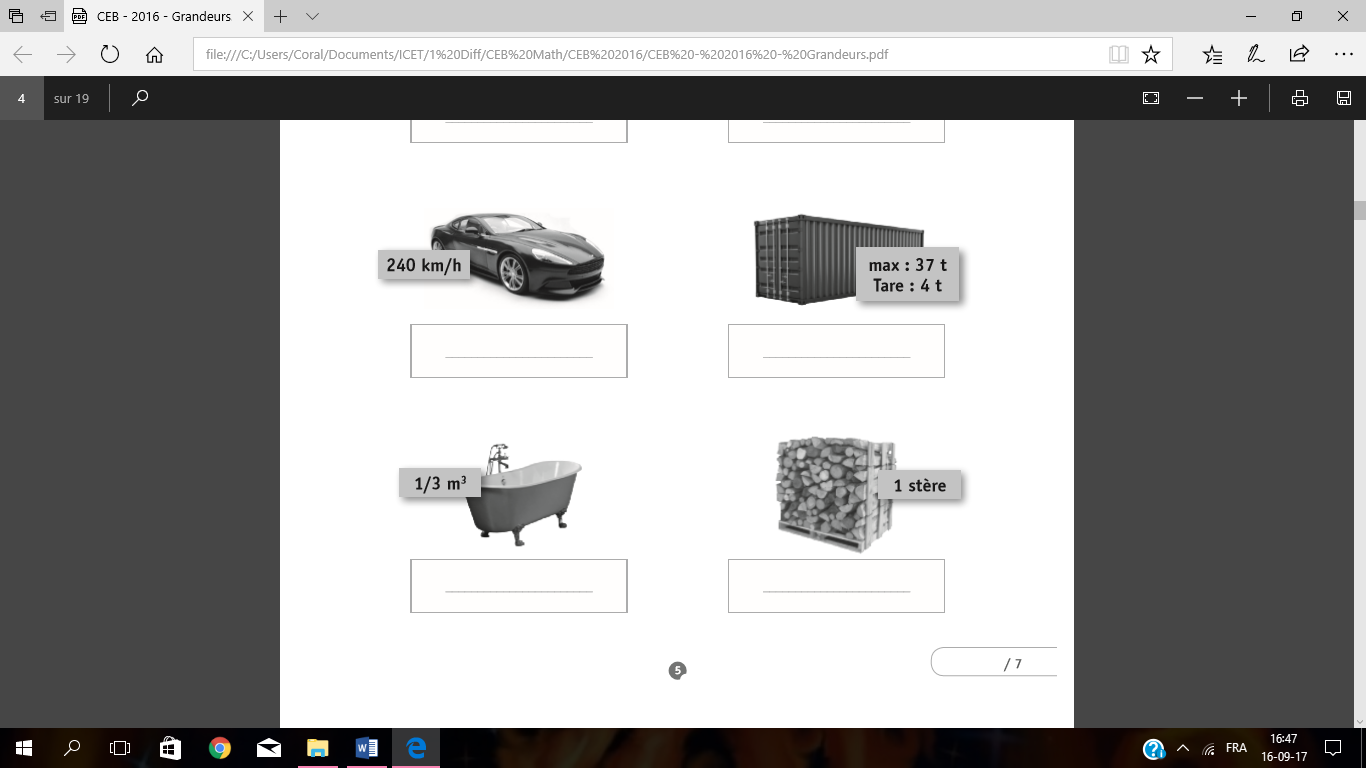 CEB - 2016 - Grandeurs
file:///C:/Users/Coral/Documents/ICET/1%20Diff/CEB%20Math/CEB%202016/CEB%20-%202016%20-%20Grandeurs.pdf
4 sur 19
240 km/h
max : 37 t
Tare : 4 t
1/3 m³
1 stère
5
/ 7
FRA
16:47
16-09-17